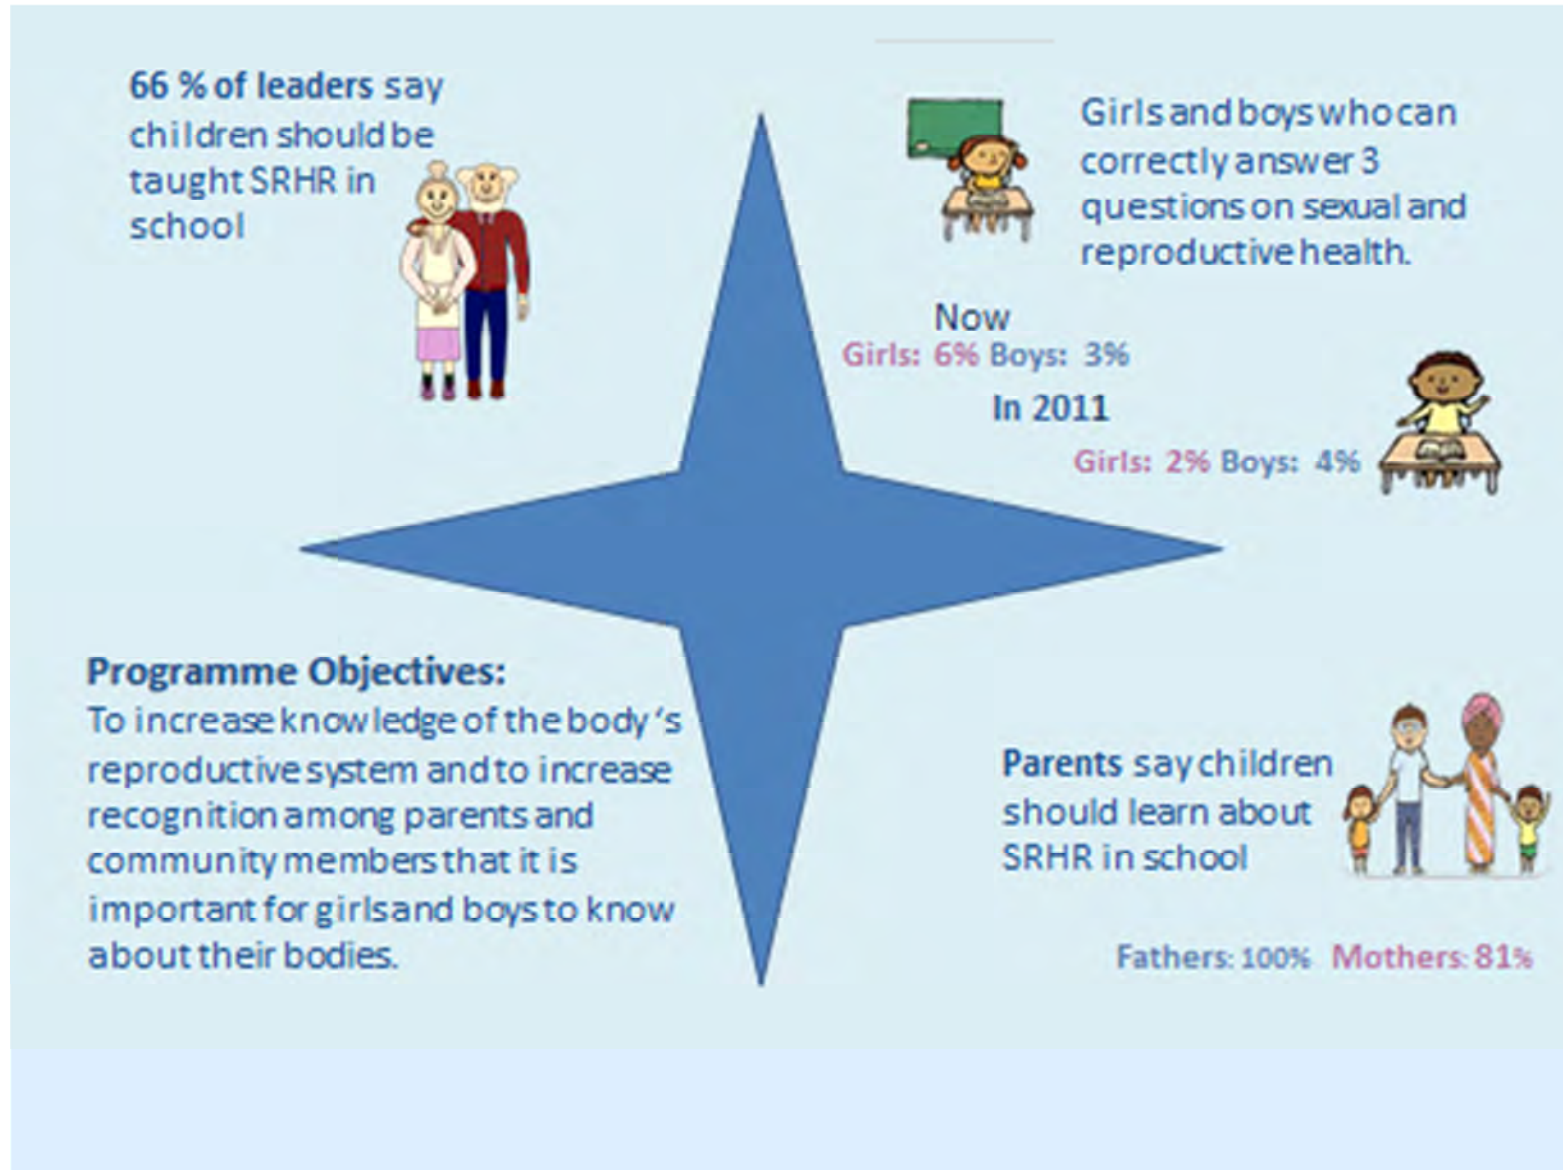 66 % of leaders say
children should be
taught SRHR in
school
Girls and boys who can
correctly answer 3
questions on sexual and
reproductive health.
Now
Girls: 6% Boys: 3%
In 2011
Girls: 2% Boys: 4%
Programme Objectives:
To increase knowledge of the body 's
reproductive system and to increase
recognition among parents and
community members that it is
important for girls and boys to know
about their bodies.
Parents say children
should learn about
SRHR in school
Fathers: 100% Mothers: 81%